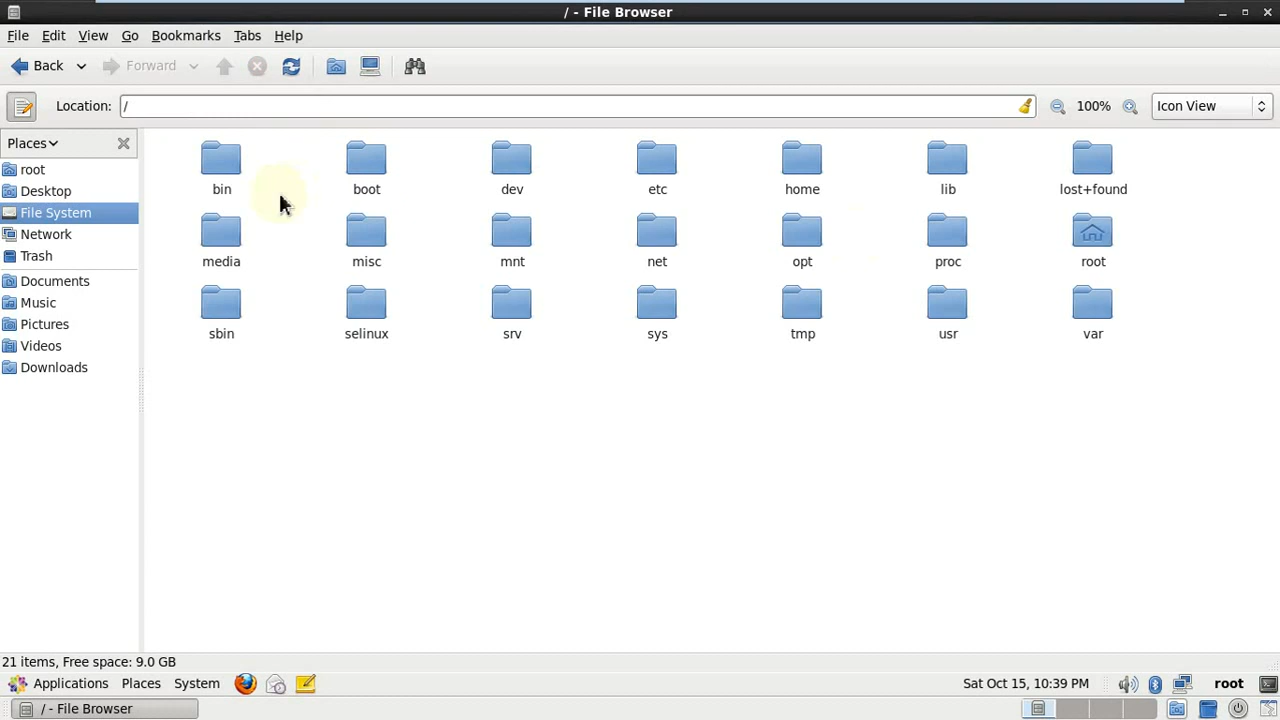 / - File Browser
File Edit View Go Bookmarks Tabs Help
Back Forward
Location: / 100% Icon View
Places
root
Desktop
File System
Network
Trash
Documents
Music
Pictures
Videos
Downloads
bin boot dev etc home lib lost+found
media misc mnt net opt proc root
sbin selinux srv sys tmp usr var
21 items, Free space: 9.0 GB
Applications Places System Sat Oct 15, 10:39 PM root
/ - File Browser